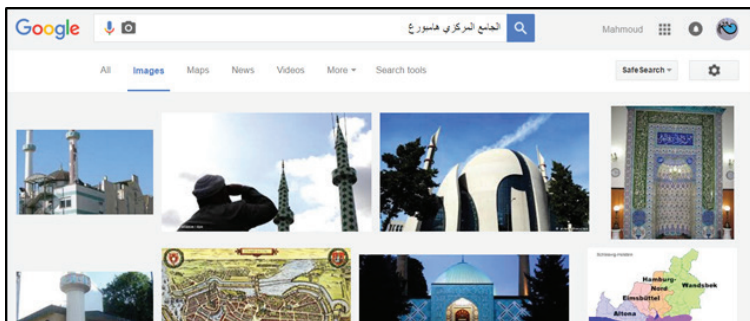 Google
الجامع المركزي هامبورغ
Mahmoud
All Images Maps News Videos More Search tools
SafeSearch
Hamburg-
Nord
Wandsbek
Eimsbüttel
Altona